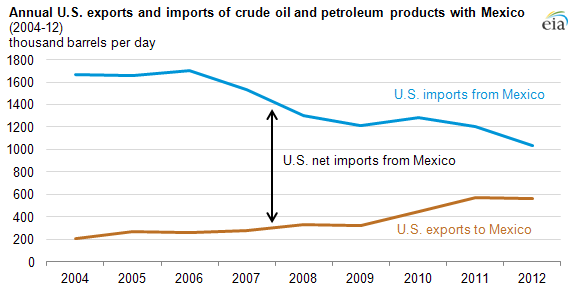 Annual U.S. exports and imports of crude oil and petroleum products with Mexico
(2004-12)
thousand barrels per day
eia
1800
1600
1400
1200
1000
800
600
400
200
0
U.S. imports from Mexico
U.S. net imports from Mexico
U.S. exports to Mexico
2004 2005 2006 2007 2008 2009 2010 2011 2012